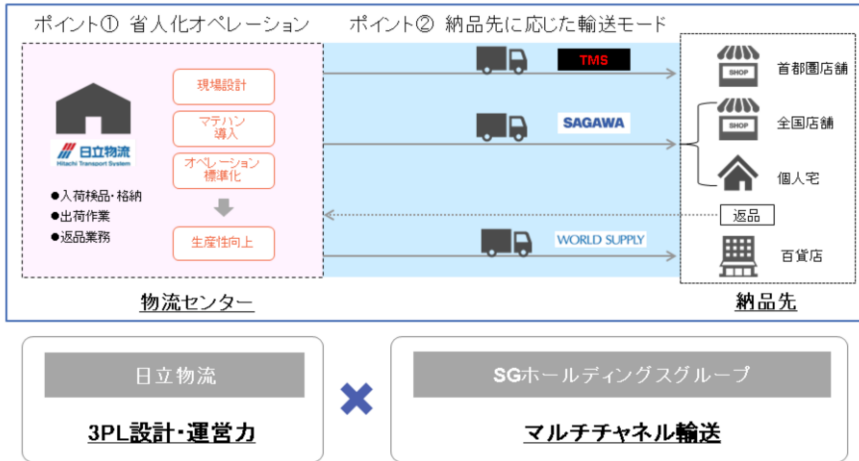 ポイント① 省人化オペレーション
ポイント② 納品先に応じた輸送モード
現場設計
マテハン
導入
オペレーション
標準化
生産性向上
日立物流
Hitachi Transport System
●入荷検品・格納
●出荷作業
●返品業務
物流センター
TMS
SAGAWA
WORLD SUPPLY
SHOP
首都圏店舗
SHOP
全国店舗
個人宅
返品
百貨店
納品先
日立物流
3PL設計・運営力
×
SGホールディングスグループ
マルチチャネル輸送